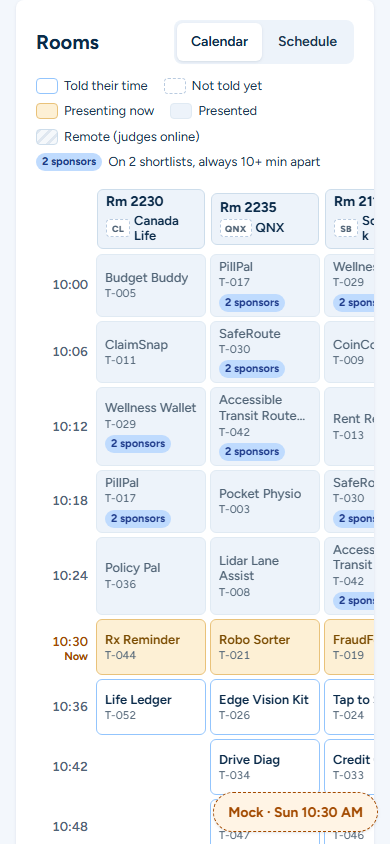 Rooms
Calendar
Schedule
Told their time
Not told yet
Presenting now
Presented
Remote (judges online)
2 sponsors On 2 shortlists, always 10+ min apart
Rm 2230
CL Canada
Life
Rm 2235
QNX QNX
SB
10:00
Budget Buddy
T-005
PillPal
T-017
2 sponsors
T-029
10:06
ClaimSnap
T-011
SafeRoute
T-030
2 sponsors
T-009
10:12
Wellness Wallet
T-029
2 sponsors
Accessible
Transit Route...
T-042
2 sponsors
Rent
T-013
10:18
PillPal
T-017
2 sponsors
Pocket Physio
T-003
T-030
10:24
Policy Pal
T-036
Lidar Lane
Assist
T-008
Transit
T-042
10:30
Now
Rx Reminder
T-044
Robo Sorter
T-021
T-019
10:36
Life Ledger
T-052
Edge Vision Kit
T-026
Tap to
T-024
10:42
Drive Diag
T-034
Credit
T-033
Mock · Sun 10:30 AM
10:48
T-047
T-046